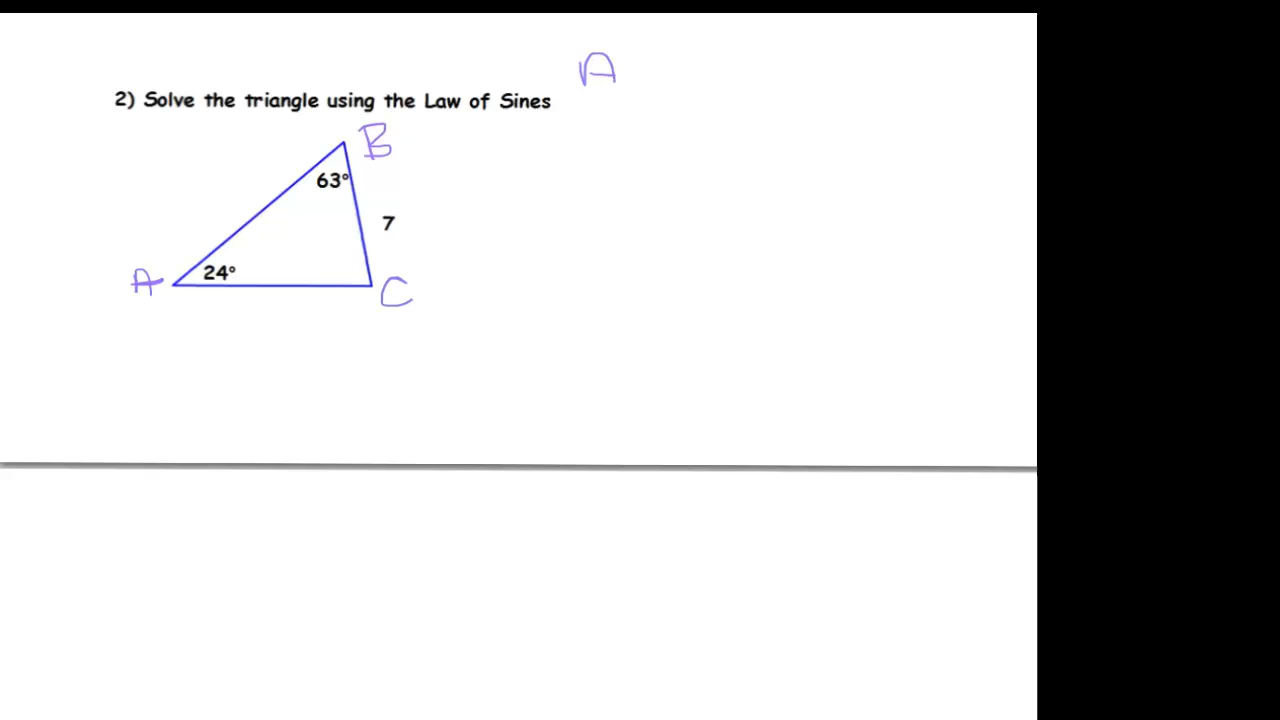 A
2) Solve the triangle using the Law of Sines
B
63°
7
24°
A
C